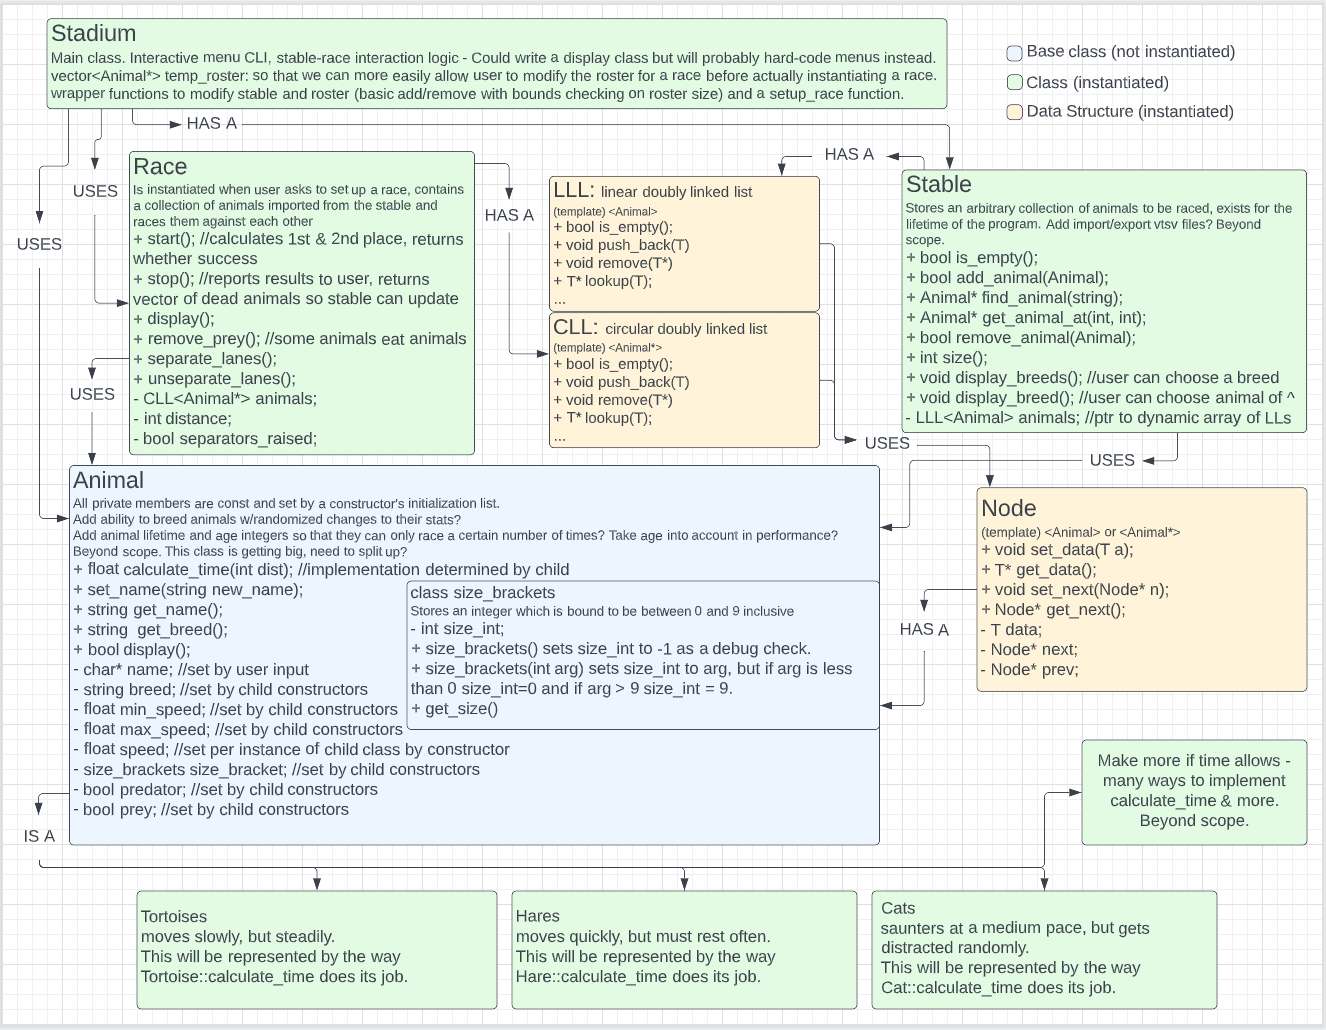 Stadium
Main class. Interactive menu CLI, stable-race interaction logic - Could write a display class but will probably hard-code menus instead.
vector<Animal*> temp_roster: so that we can more easily allow user to modify the roster for a race before actually instantiating a race.
wrapper functions to modify stable and roster (basic add/remove with bounds checking on roster size) and a setup_race function.
Base class (not instantiated)
Class (instantiated)
Data Structure (instantiated)
HAS A
USES
USES
HAS A
HAS A
Race
Is instantiated when user asks to set up a race, contains
a collection of animals imported from the stable and
races them against each other
+ start(); //calculates 1st & 2nd place, returns
whether success
+ stop(); //reports results to user, returns
vector of dead animals so stable can update
+ display();
+ remove_prey(); //some animals eat animals
+ separate_lanes();
+ unseparate_lanes();
- CLL<Animal*> animals;
- int distance;
- bool separators_raised;
USES
LLL: linear doubly linked list
(template) <Animal>
+ bool is_empty();
+ void push_back(T)
+ void remove(T*)
+ T* lookup(T);
...
CLL: circular doubly linked list
(template) <Animal*>
+ bool is_empty();
+ void push_back(T)
+ void remove(T*)
+ T* lookup(T);
...
Stable
Stores an arbitrary collection of animals to be raced, exists for the
lifetime of the program. Add import/export vtsv files? Beyond
scope.
+ bool is_empty();
+ bool add_animal(Animal);
+ Animal* find_animal(string);
+ Animal* get_animal_at(int, int);
+ bool remove_animal(Animal);
+ int size();
+ void display_breeds(); //user can choose a breed
+ void display_breed(); //user can choose animal of ^
- LLL<Animal> animals; //ptr to dynamic array of LLs
USES
USES
Animal
All private members are const and set by a constructor's initialization list.
Add ability to breed animals w/randomized changes to their stats?
Add animal lifetime and age integers so that they can only race a certain number of times? Take age into account in performance?
Beyond scope. This class is getting big, need to split up?
+ float calculate_time(int dist); //implementation determined by child
+ set_name(string new_name);
+ string get_name();
+ string  get_breed();
+ bool display();
- char* name; //set by user input
- string breed; //set by child constructors
- float min_speed; //set by child constructors
- float max_speed; //set by child constructors
- float speed; //set per instance of child class by constructor
- size_brackets size_bracket; //set by child constructors
- bool predator; //set by child constructors
- bool prey; //set by child constructors
class size_brackets
Stores an integer which is bound to be between 0 and 9 inclusive
- int size_int;
+ size_brackets() sets size_int to -1 as a debug check.
+ size_brackets(int arg) sets size_int to arg, but if arg is less
than 0 size_int=0 and if arg > 9 size_int = 9.
+ get_size()
Node
(template) <Animal> or <Animal*>
+ void set_data(T a);
+ T* get_data();
+ void set_next(Node* n);
+ Node* get_next();
- T data;
- Node* next;
- Node* prev;
HAS A
Make more if time allows -
many ways to implement
calculate_time & more.
Beyond scope.
IS A
Tortoises
moves slowly, but steadily.
This will be represented by the way
Tortoise::calculate_time does its job.
Hares
moves quickly, but must rest often.
This will be represented by the way
Hare::calculate_time does its job.
Cats
saunters at a medium pace, but gets
distracted randomly.
This will be represented by the way
Cat::calculate_time does its job.